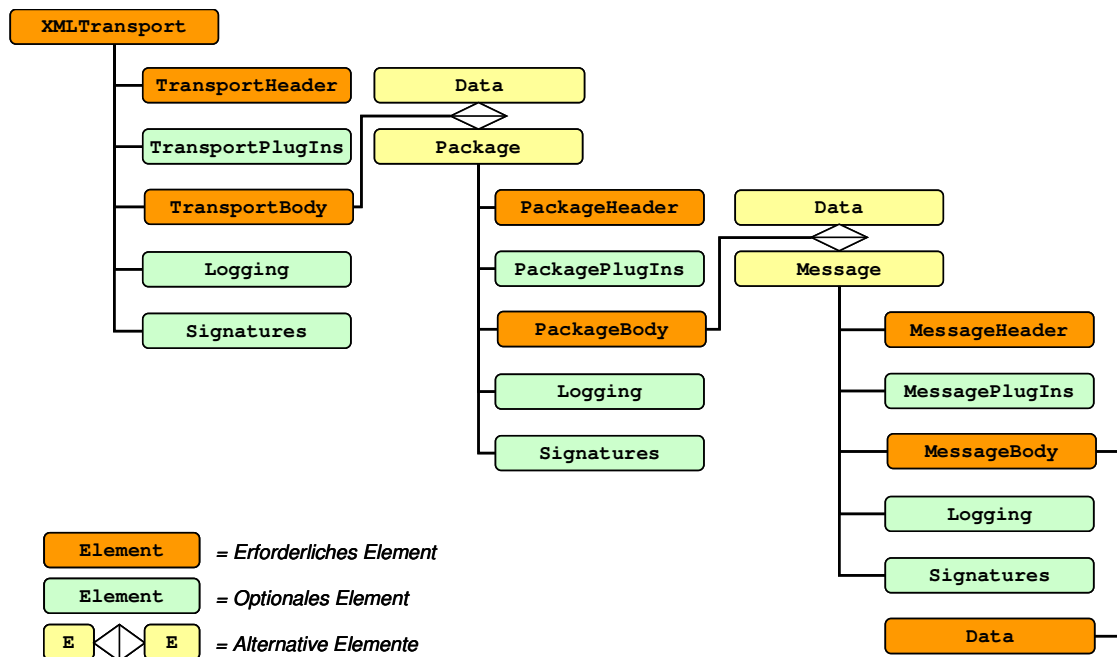 XMLTransport
TransportHeader
TransportPlugIns
TransportBody
Logging
Signatures
Data
Package
PackageHeader
PackagePlugIns
PackageBody
Logging
Signatures
Data
Message
MessageHeader
MessagePlugIns
MessageBody
Logging
Signatures
Data
Element = Erforderliches Element
Element = Optionales Element
E E = Alternative Elemente